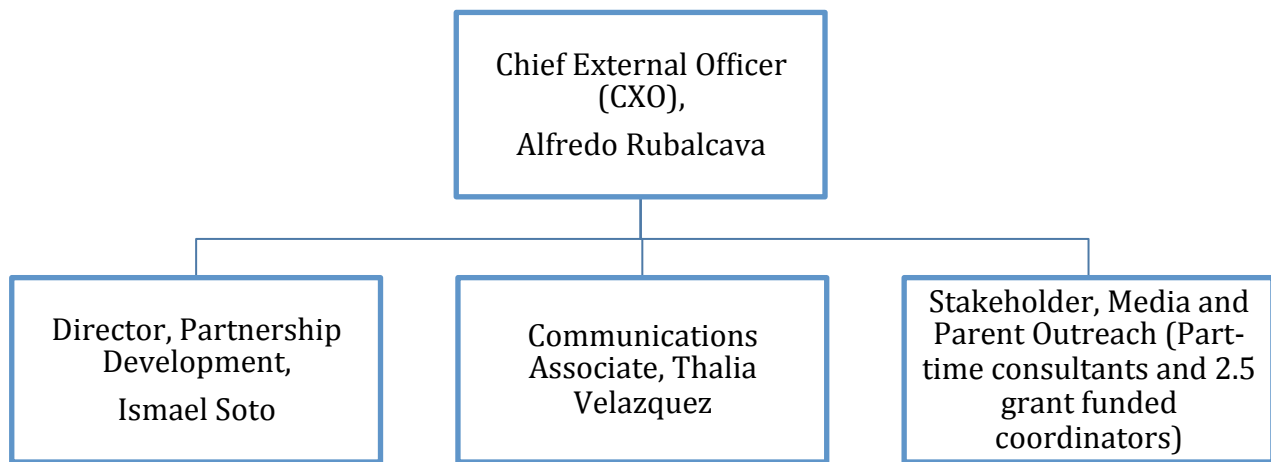 Chief External Officer
(CXO),
Alfredo Rubalcava
Director, Partnership
Development,
Ismael Soto
Communications
Associate, Thalia
Velazquez
Stakeholder, Media and
Parent Outreach (Part-
time consultants and 2.5
grant funded
coordinators)